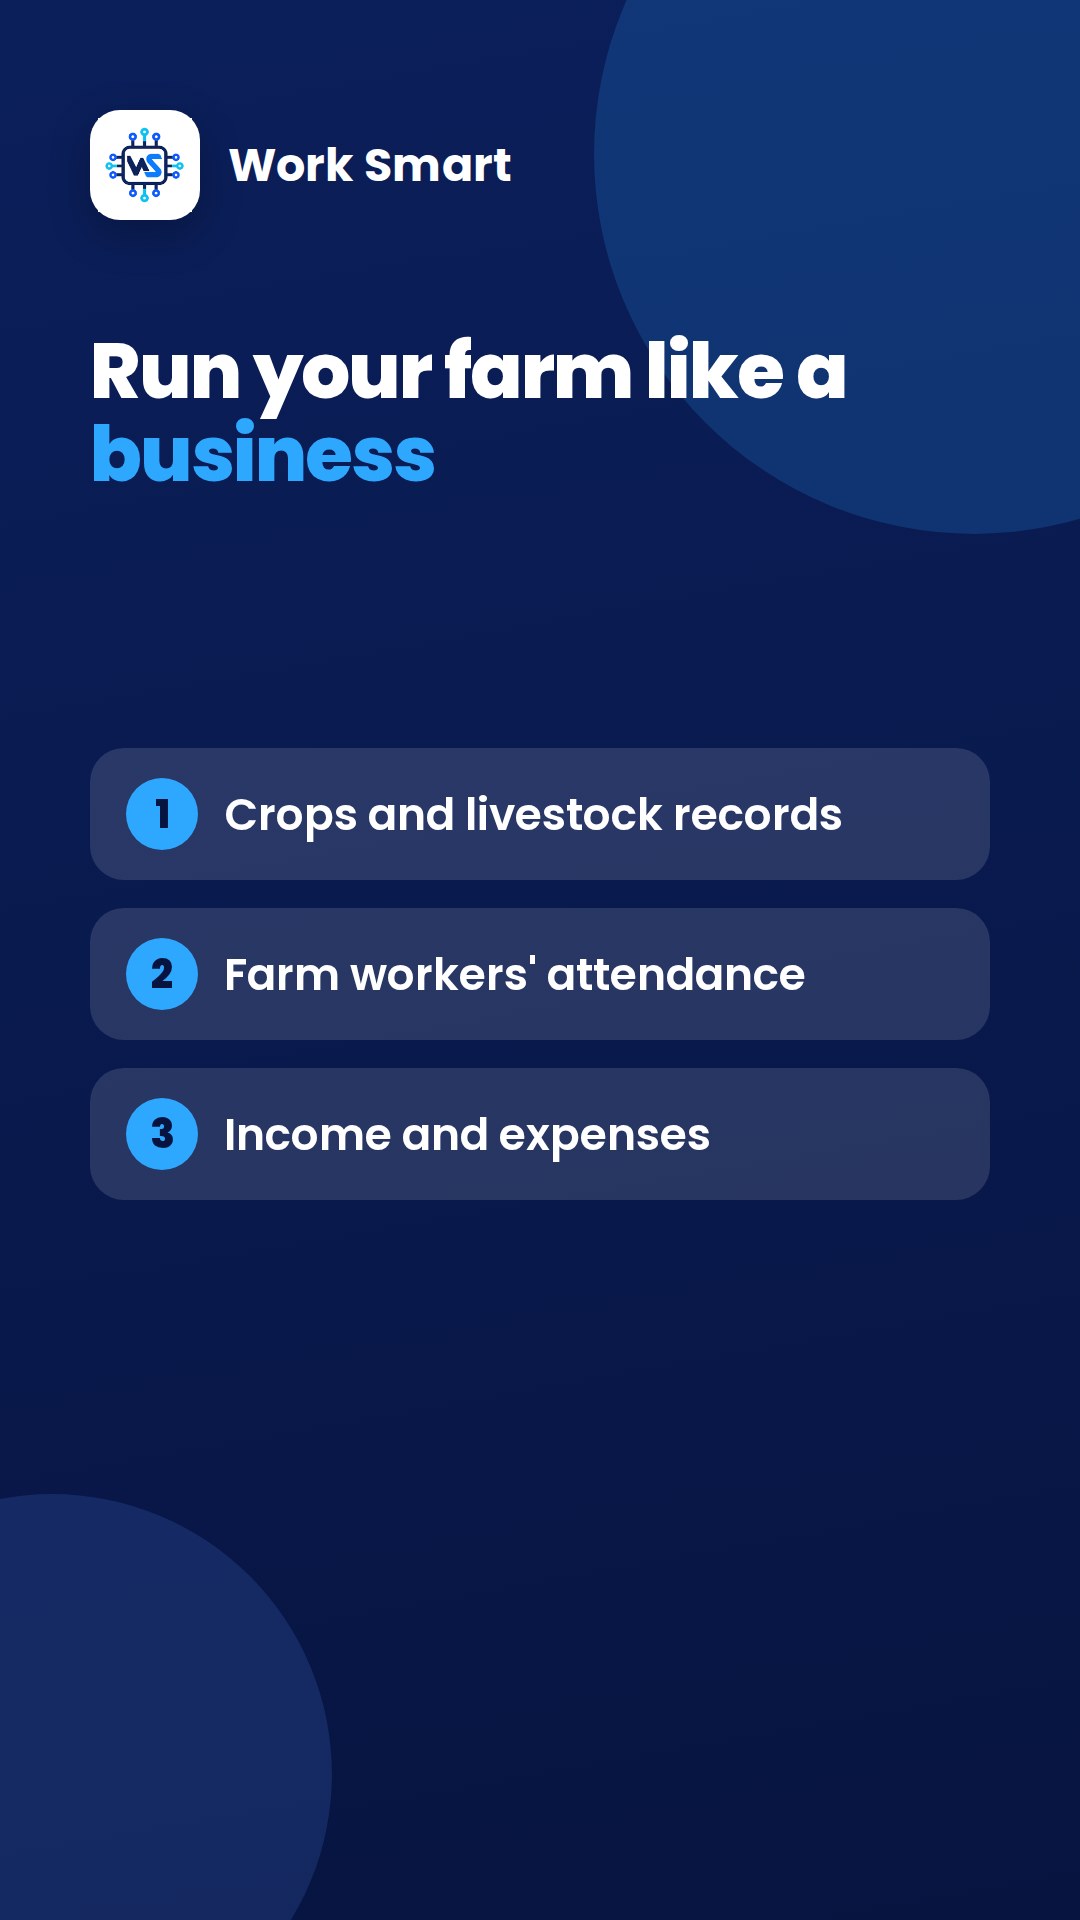 WS
Work Smart
Run your farm like a
business
1 Crops and livestock records
2 Farm workers' attendance
3 Income and expenses